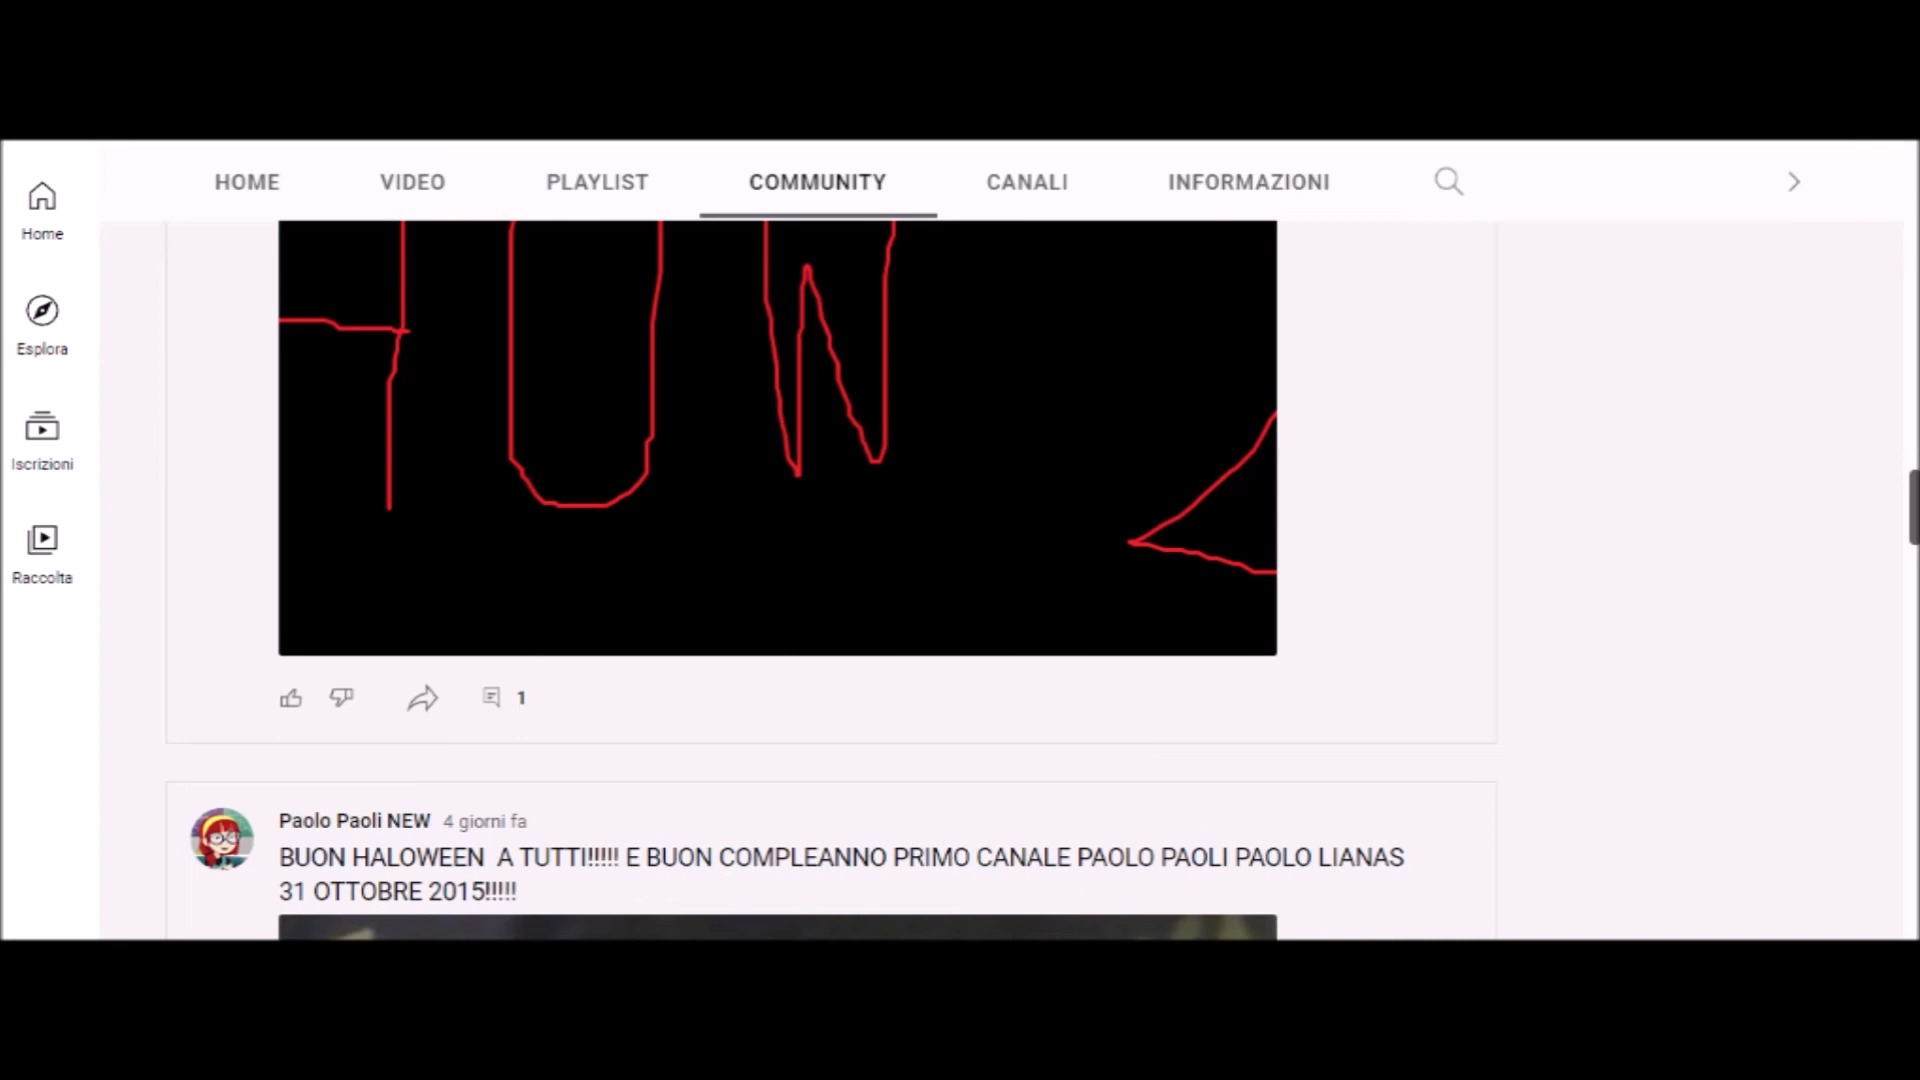 HOME VIDEO PLAYLIST COMMUNITY CANALI INFORMAZIONI
Home
Esplora
Iscrizioni
Raccolta
1
Paolo Paoli NEW 4 giorni fa
BUON HALOWEEN A TUTTI!!!!! E BUON COMPLEANNO PRIMO CANALE PAOLO PAOLI PAOLO LIANAS
31 OTTOBRE 2015!!!!!